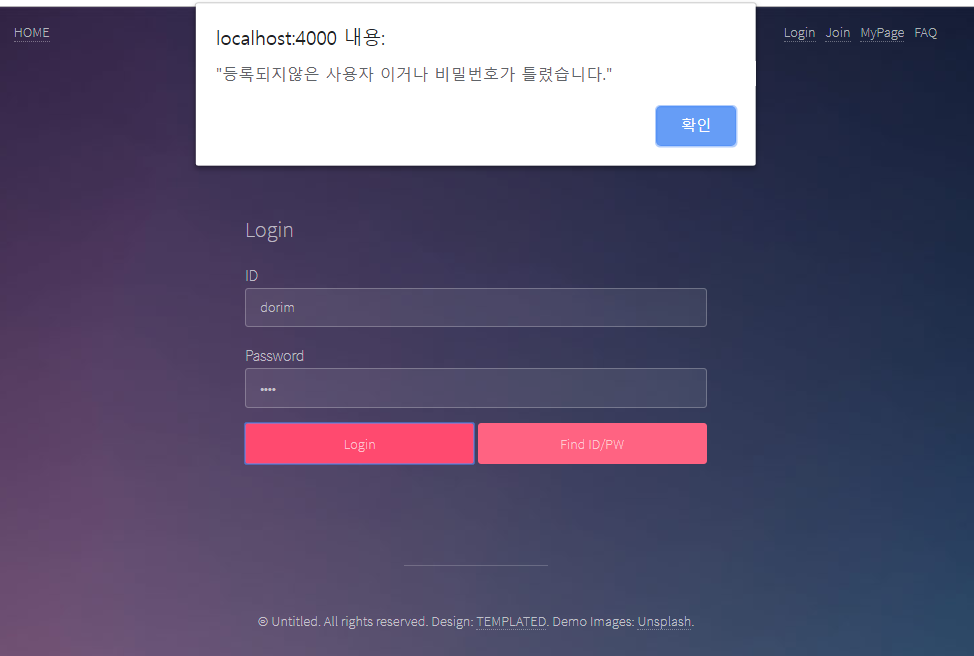 HOME
Login Join MyPage FAQ
localhost:4000 내용:
"등록되지않은 사용자 이거나 비밀번호가 틀렸습니다."
확인
Login
ID
dorim
Password
••••
Login
Find ID/PW
© Untitled. All rights reserved. Design: TEMPLATED. Demo Images: Unsplash.